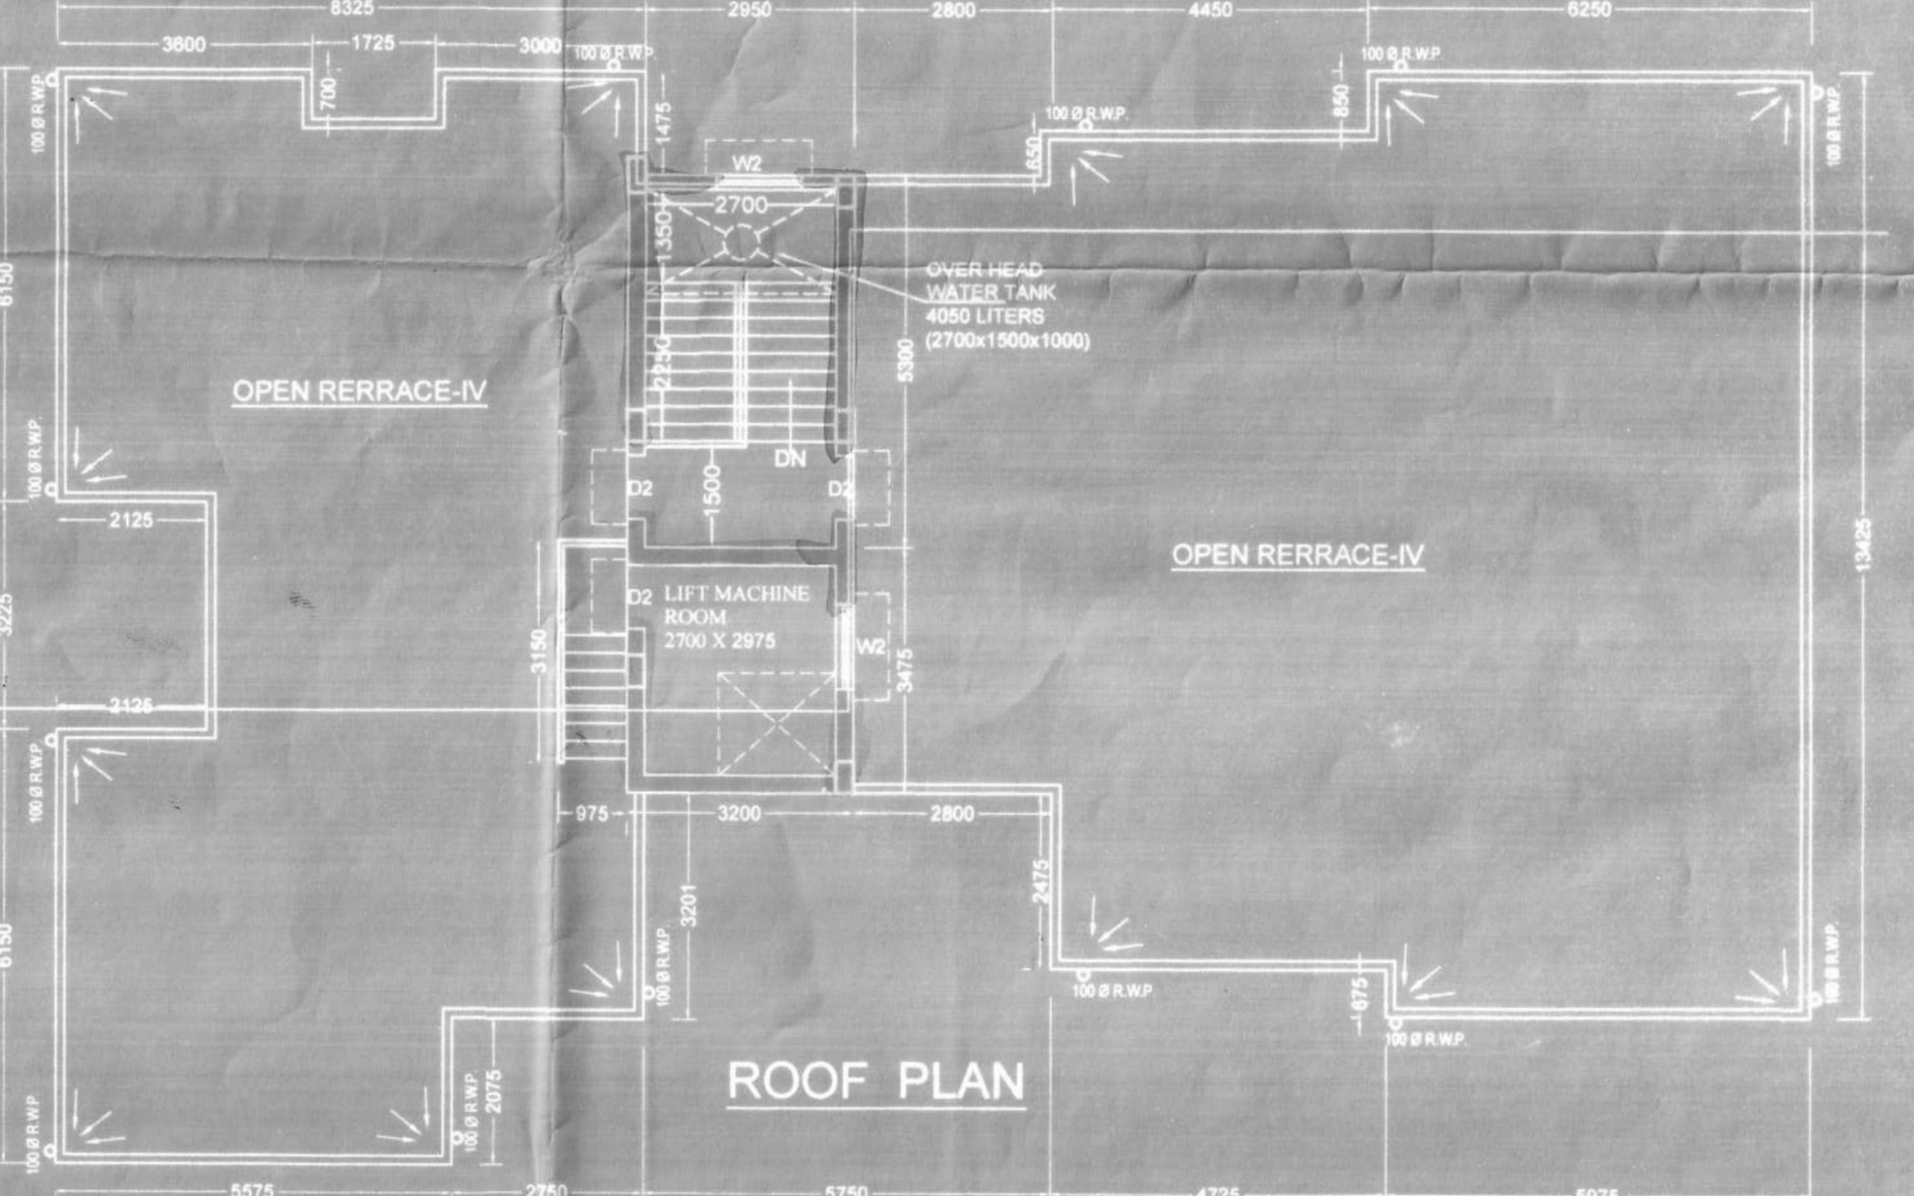 8325
2950
2800
4450
6250
3600
1725
3000
100 Ø R.W.P.
100 Ø R.W.P.
100 Ø R.W.P.
700
1475
100 Ø R.W.P.
650
850
100 Ø R.W.P.
W2
2700
1350
OVER HEAD
WATER TANK
4050 LITERS
(2700x1500x1000)
6150
2250
5300
OPEN RERRACE-IV
100 Ø R.W.P.
DN
D2
D2
1500
2125
OPEN RERRACE-IV
13425
3225
D2
LIFT MACHINE
ROOM
2700 X 2975
3150
W2
3475
2125
100 Ø R.W.P.
975
3200
2800
2475
3201
6150
100 Ø R.W.P.
100 Ø R.W.P.
675
100 Ø R.W.P.
100 Ø R.W.P.
ROOF PLAN
2075
100 Ø R.W.P.
100 Ø R.W.P.
5575
2750
5750
4725
5975